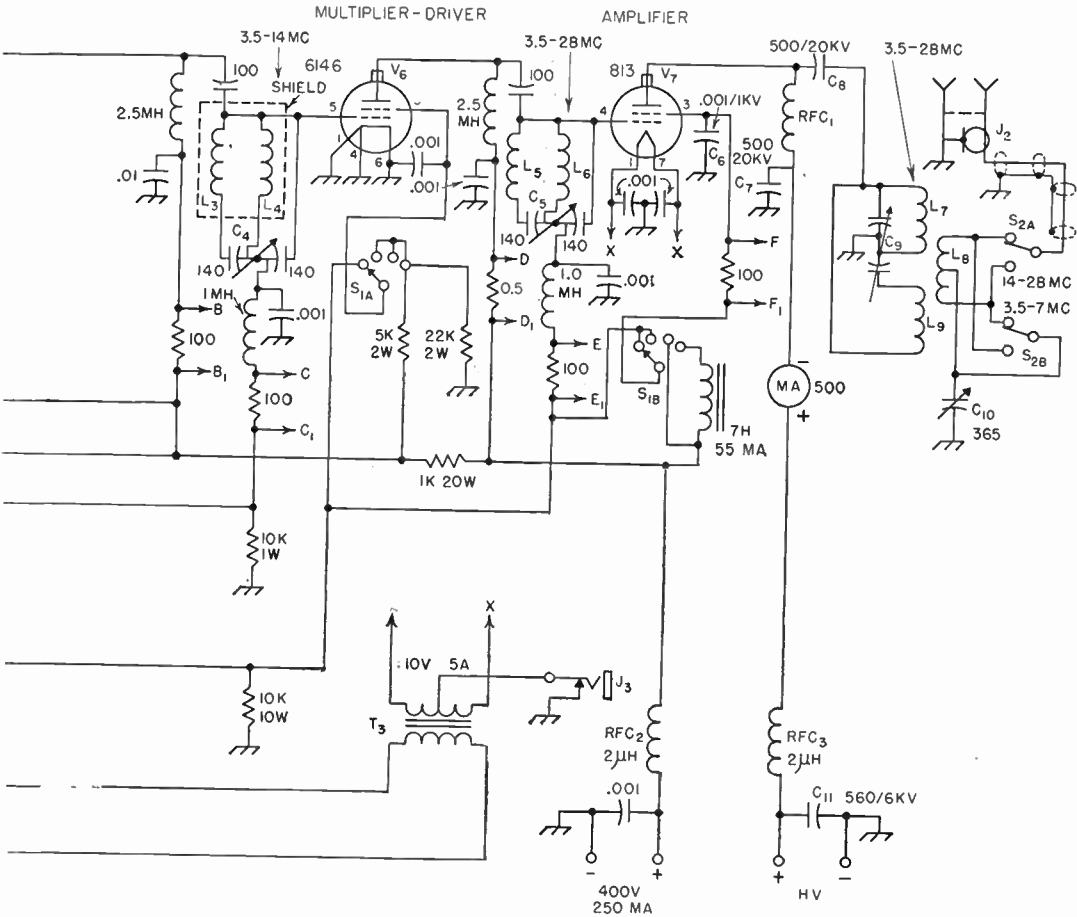 MULTIPLIER-DRIVER
AMPLIFIER
3.5-14MC
6146
V6
3.5-28MC
813
V7
500/20KV
C8
3.5-28MC
100
SHIELD
5
1
4
6
2.5MH
.01
L3
L4
C4
140
140
1MH
.001
100
B
B1
C
100
C1
.001
.001
2.5
MH
100
L5
L6
C5
140
140
4
3
1
7
.001
X
X
.001/1KV
C6
500
20KV
C7
RFC1
J2
L7
C9
L8
L9
S2A
14-28MC
3.5-7MC
S2B
C10
365
S1A
5K
2W
22K
2W
D
0.5
D1
1.0
MH
.001
E
100
E1
F
100
F1
S1B
7H
55 MA
MA
500
-
+
1K 20W
10K
1W
10K
10W
X
10V
5A
T3
J3
RFC2
2µH
RFC3
2µH
.001
C11
560/6KV
-
+
400V
250 MA
+
HV
-